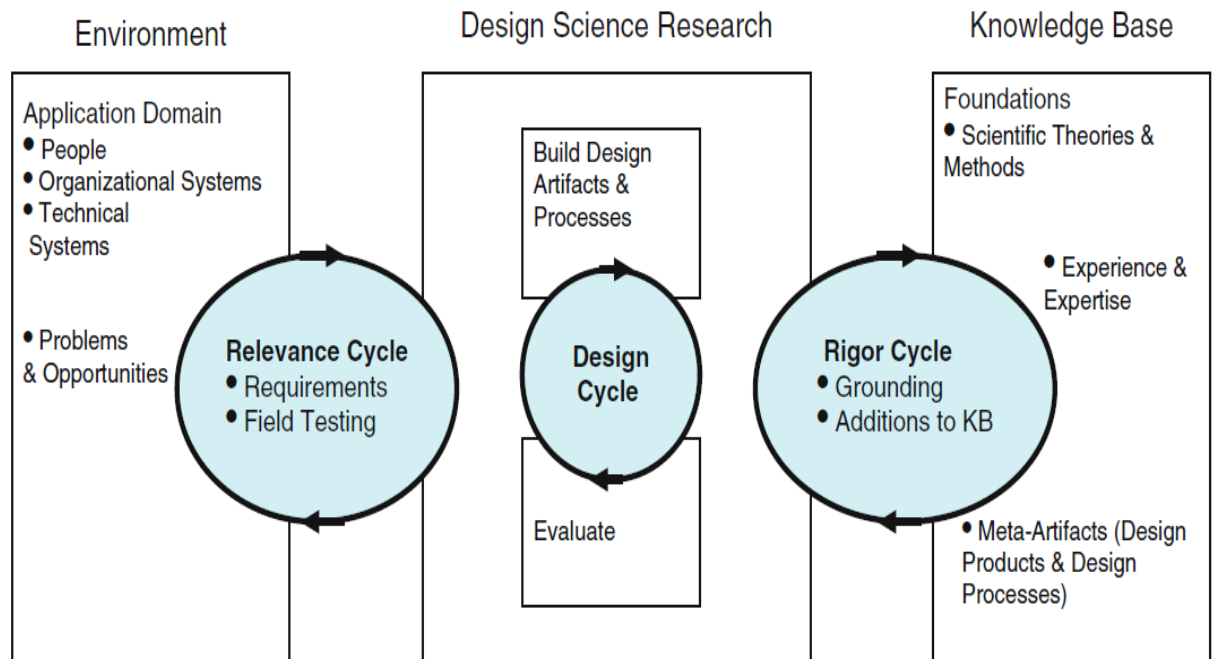 Environment
Design Science Research
Knowledge Base
Application Domain
• People
• Organizational Systems
• Technical
Systems
• Problems
& Opportunities
Relevance Cycle
• Requirements
• Field Testing
Build Design
Artifacts &
Processes
Design
Cycle
Evaluate
Rigor Cycle
• Grounding
• Additions to KB
Foundations
• Scientific Theories &
Methods
• Experience &
Expertise
• Meta-Artifacts (Design
Products & Design
Processes)